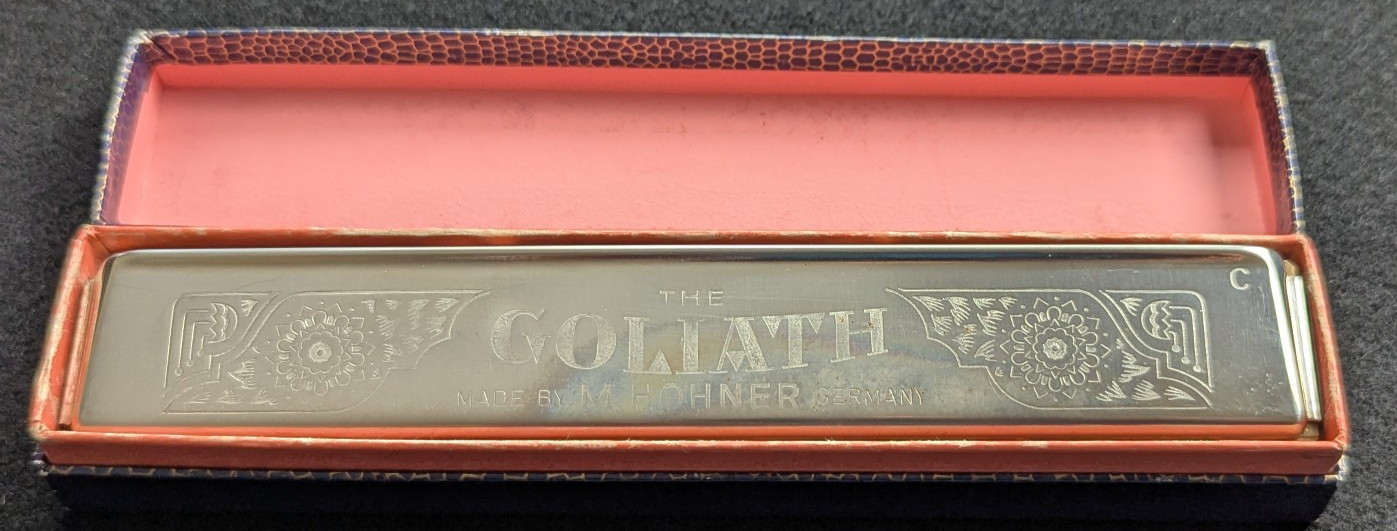 C
THE
GOLIATH
MADE BY M. HOHNER GERMANY